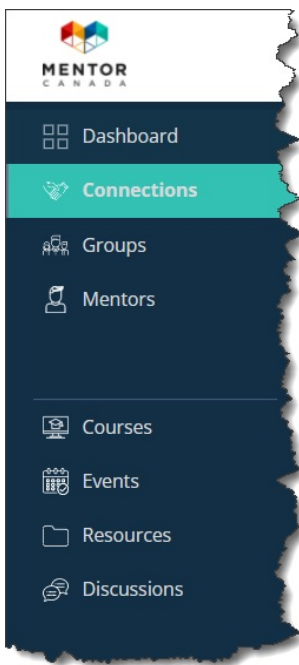 MENTOR
CANADA
Dashboard
Connections
Groups
Mentors
Courses
Events
Resources
Discussions